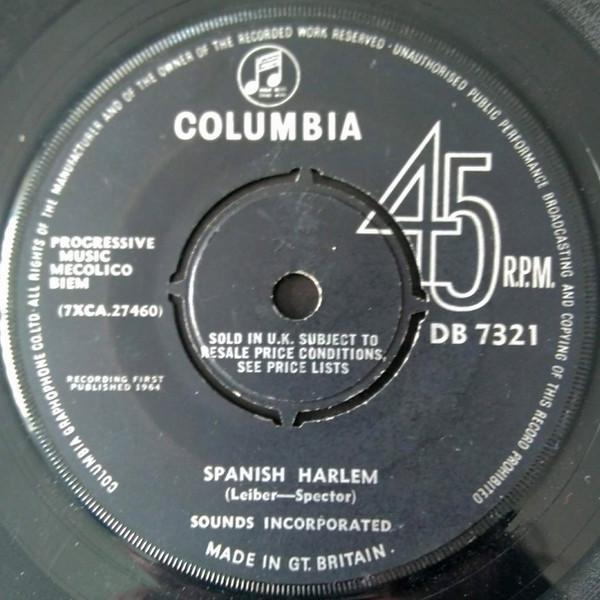 COLUMBIA GRAPHOPHONE CO.LTD. ALL RIGHTS OF THE MANUFACTURER AND OF THE OWNER OF THE RECORDED WORK RESERVED · UNAUTHORISED PUBLIC PERFORMANCE BROADCASTING AND COPYING OF THIS RECORD PROHIBITED
COLUMBIA
45 R.P.M.
PROGRESSIVE
MUSIC
MECOLICO
BIEM
(7XCA.27460)
DB 7321
SOLD IN U.K. SUBJECT TO
RESALE PRICE CONDITIONS,
SEE PRICE LISTS
RECORDING FIRST
PUBLISHED 1964
SPANISH HARLEM
(Leiber—Spector)
SOUNDS INCORPORATED
MADE IN GT. BRITAIN.